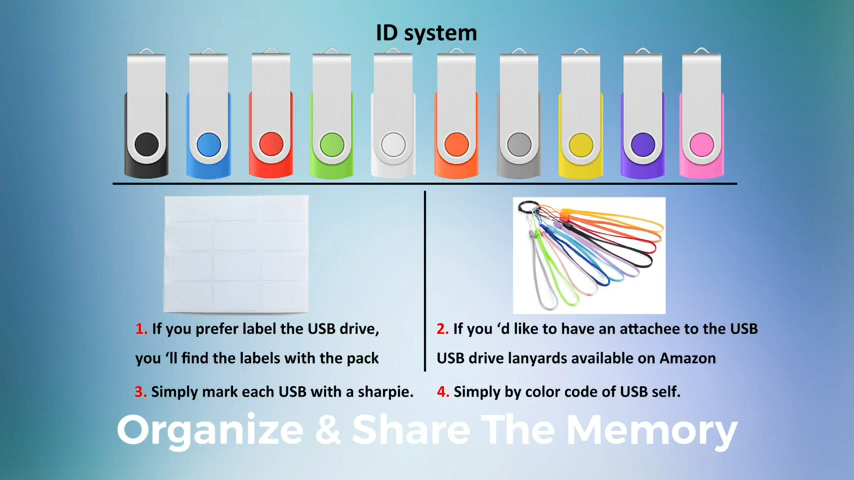 ID system
1. If you prefer label the USB drive,
you ‘ll find the labels with the pack
2. If you ‘d like to have an attachee to the USB
USB drive lanyards available on Amazon
3. Simply mark each USB with a sharpie.
4. Simply by color code of USB self.
Organize & Share The Memory